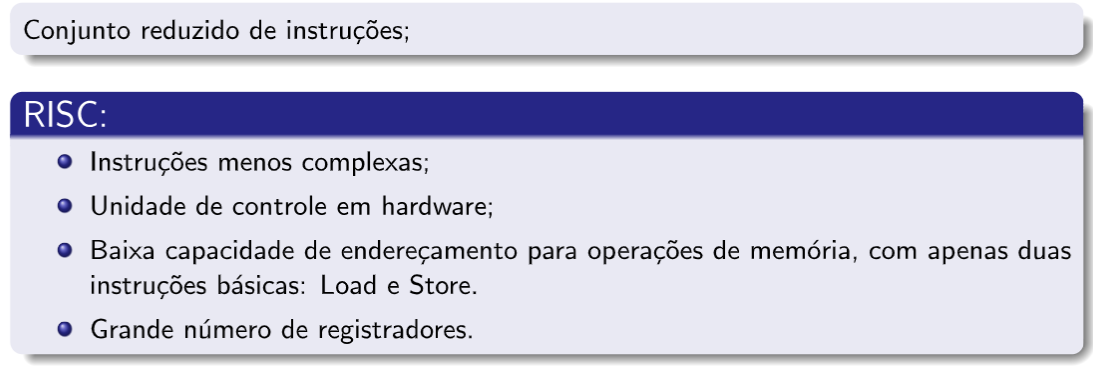 Conjunto reduzido de instruções;
RISC:
Instruções menos complexas;
Unidade de controle em hardware;
Baixa capacidade de endereçamento para operações de memória, com apenas duas
instruções básicas: Load e Store.
Grande número de registradores.